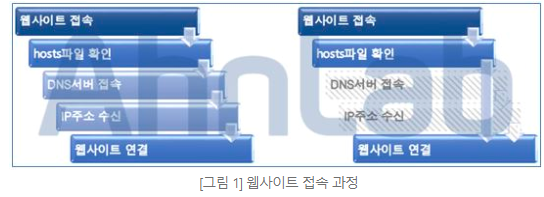 웹사이트 접속
hosts파일 확인
DNS서버 접속
IP주소 수신
웹사이트 연결
웹사이트 접속
hosts파일 확인
DNS서버 접속
IP주소 수신
웹사이트 연결
AhnLab
[그림 1] 웹사이트 접속 과정